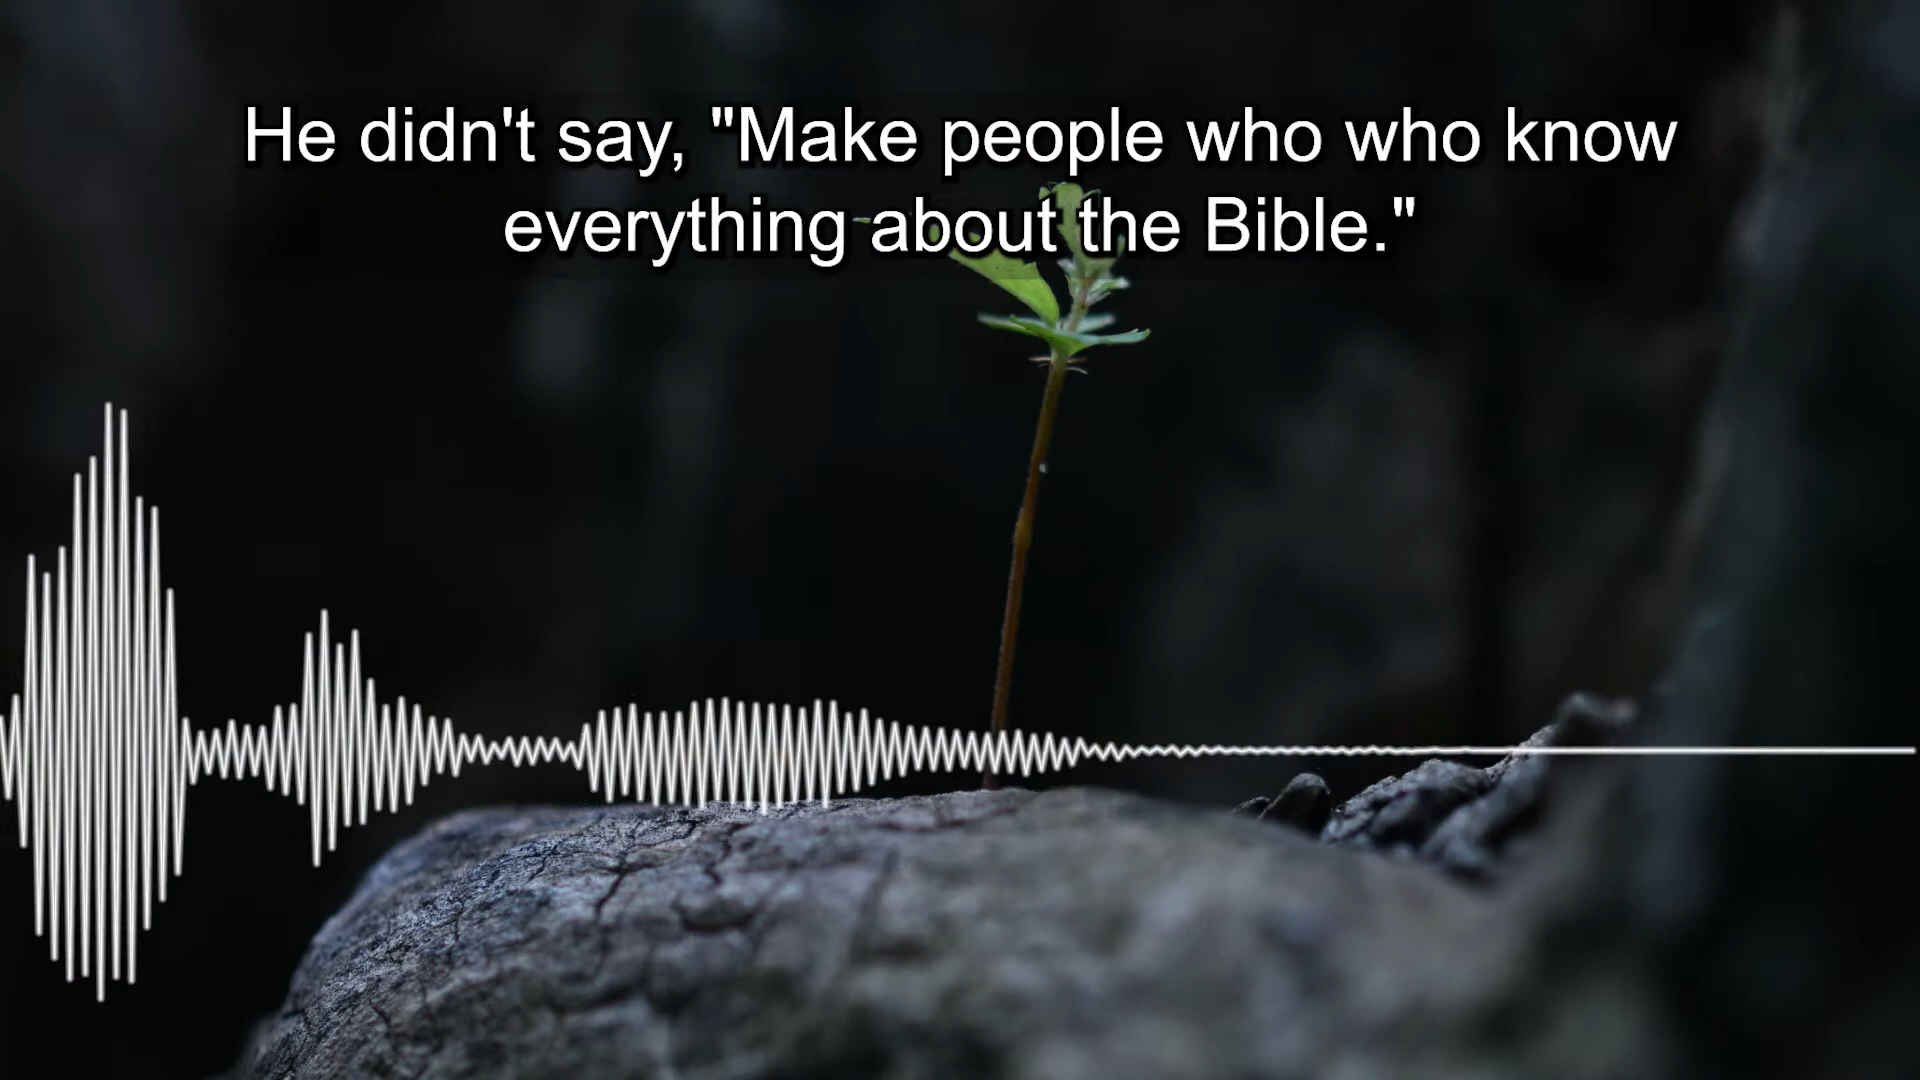 He didn't say, "Make people who who know
everything about the Bible."